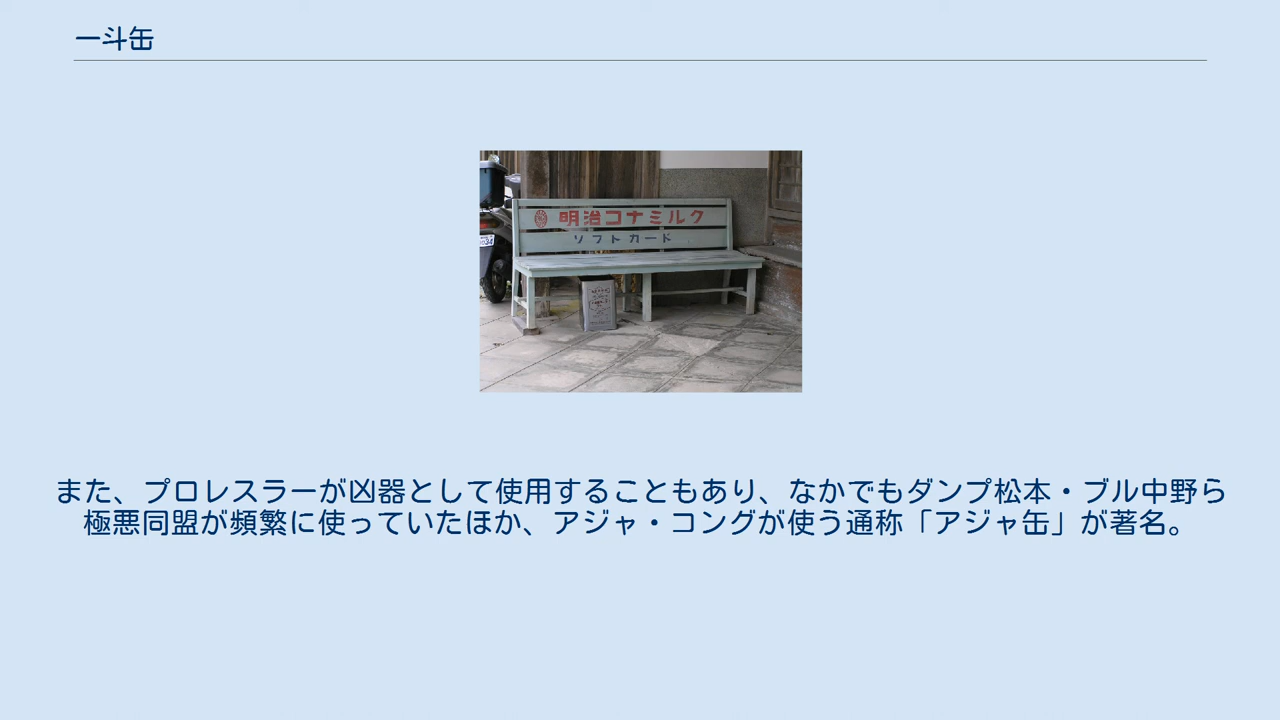 一斗缶
明治コナミルク
ソフトカード
また、プロレスラーが凶器として使用することもあり、なかでもダンプ松本・ブル中野ら
極悪同盟が頻繁に使っていたほか、アジャ・コングが使う通称「アジャ缶」が著名。